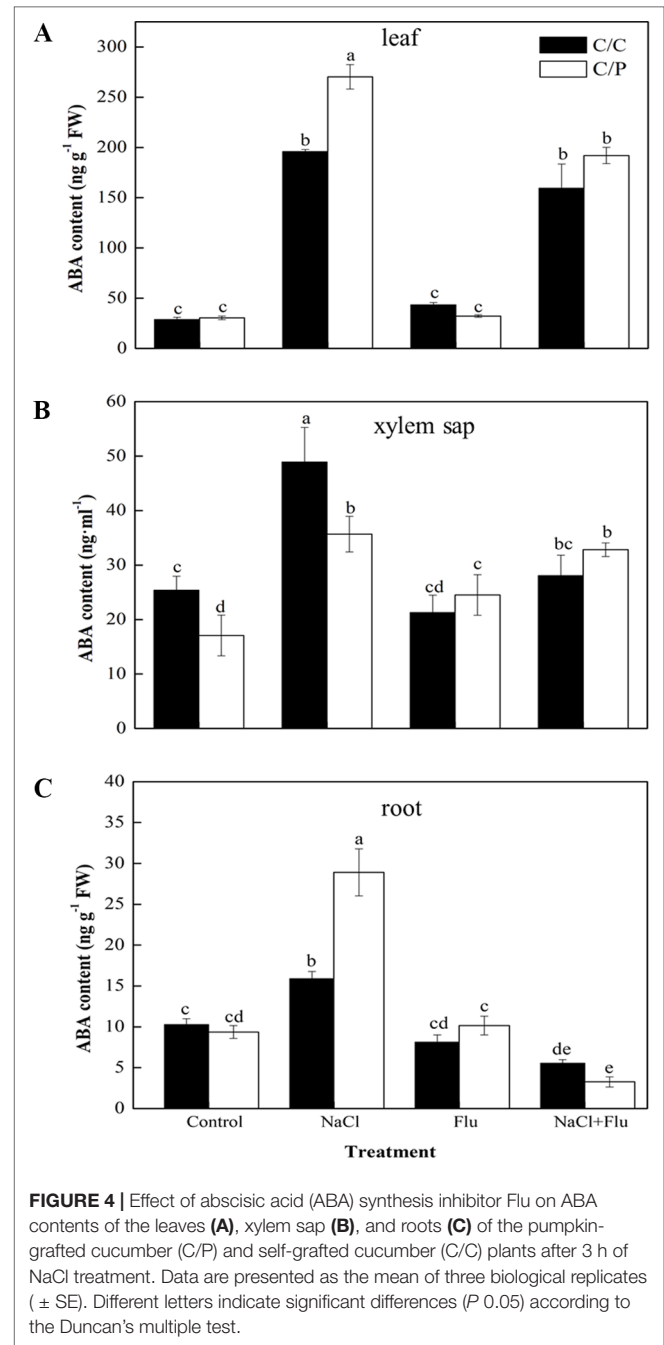 A
leaf
C/C
C/P
300
250
200
150
100
50
0
ABA content (ng g⁻¹ FW)
c
c
b
a
c
c
b
b
B
xylem sap
60
50
40
30
20
10
0
ABA content (ng·ml⁻¹)
c
d
a
b
cd
c
bc
b
C
root
40
35
30
25
20
15
10
5
0
ABA content (ng g⁻¹ FW)
c
cd
b
a
cd
c
de
e
Control NaCl Flu NaCl+Flu
Treatment
FIGURE 4 | Effect of abscisic acid (ABA) synthesis inhibitor Flu on ABA
contents of the leaves (A), xylem sap (B), and roots (C) of the pumpkin-
grafted cucumber (C/P) and self-grafted cucumber (C/C) plants after 3 h of
NaCl treatment. Data are presented as the mean of three biological replicates
( ± SE). Different letters indicate significant differences (P 0.05) according to
the Duncan's multiple test.